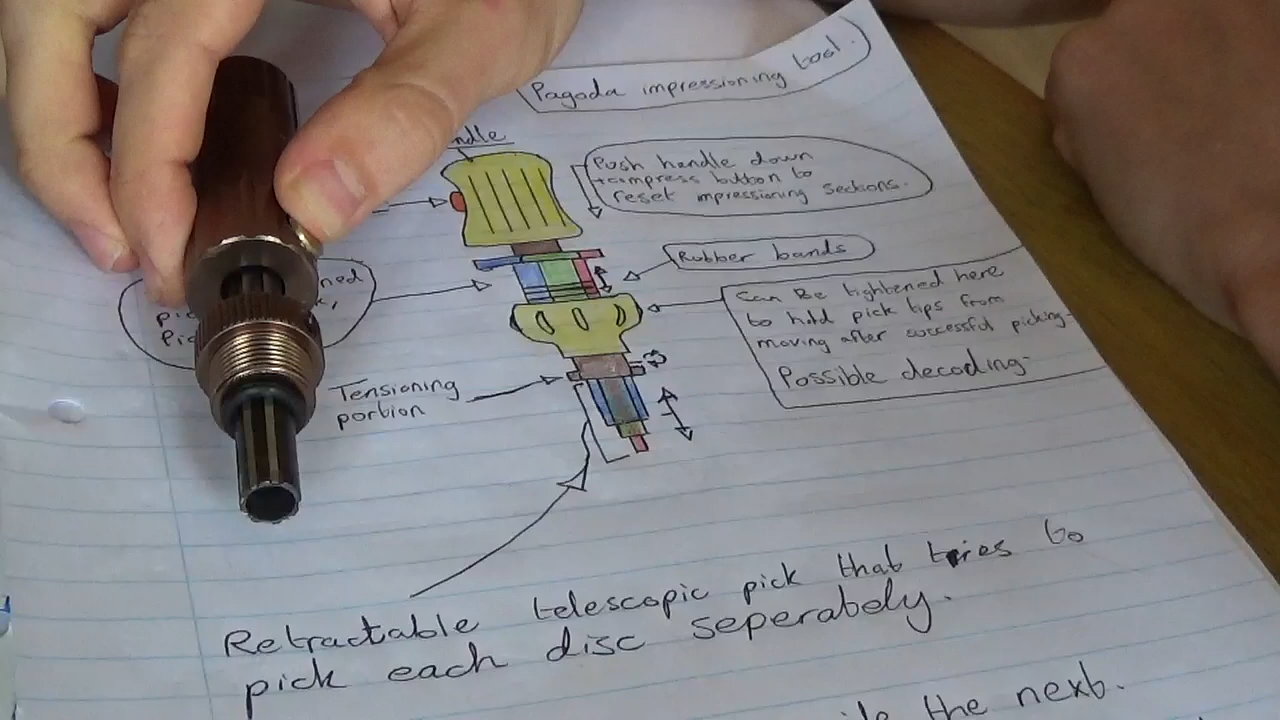 Pagoda impressioning tool.
Push handle down
+compress button to
reset impressioning sections.
Rubber bands
Can Be tightened here
to hold pick tips from
moving after successful picking-
Possible decoding-
Tensioning
portion
Retractable telescopic pick that tries to
pick each disc seperabely.
the next.